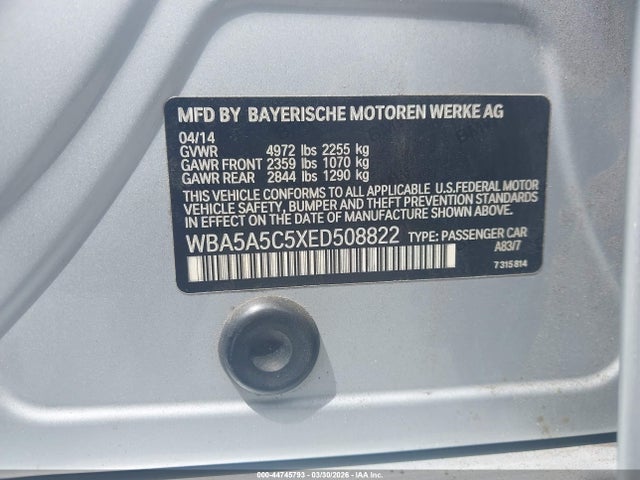 MFD BY BAYERISCHE MOTOREN WERKE AG
04/14
GVWR 4972 lbs 2255 kg
GAWR FRONT 2359 lbs 1070 kg
GAWR REAR 2844 lbs 1290 kg
THIS VEHICLE CONFORMS TO ALL APPLICABLE U.S.FEDERAL MOTOR
VEHICLE SAFETY, BUMPER AND THEFT PREVENTION STANDARDS
IN EFFECT ON THE DATE OF MANUFACTURE SHOWN ABOVE.
WBA5A5C5XED508822 TYPE: PASSENGER CAR
A83/7
7315814
000-44745793 - 03/30/2026 - IAA Inc.